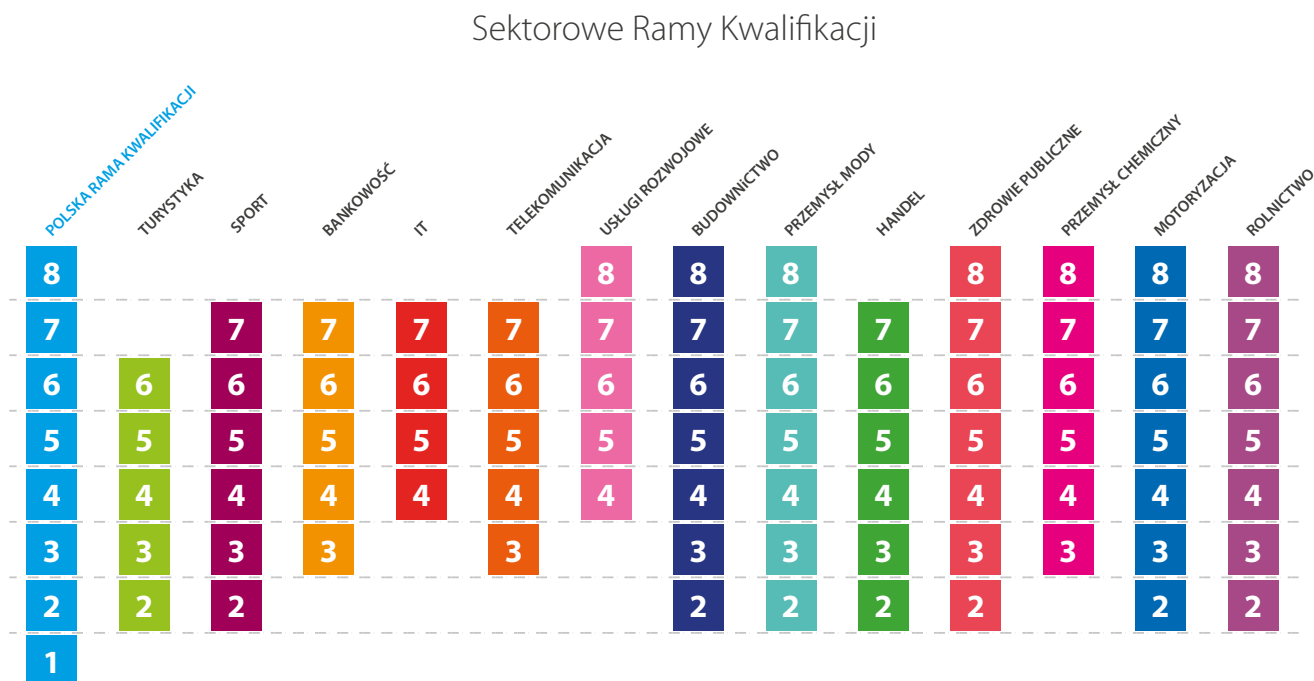 Sektorowe Ramy Kwalifikacji
POLSKA RAMA KWALIFIKACJI
TURYSTYKA
SPORT
BANKOWOŚĆ
IT
TELEKOMUNIKACJA
USŁUGI ROZWOJOWE
BUDOWNiCTWO
PRZEMYSŁ MODY
HANDEL
ZDROWIE PUBLICZNE
PRZEMYSŁ CHEMICZNY
MOTORYZACJA
ROLNICTWO
8 8 8 8 8 8 8 8
7 7 7 7 7 7 7 7 7 7 7 7 7
6 6 6 6 6 6 6 6 6 6 6 6 6 6
5 5 5 5 5 5 5 5 5 5 5 5 5 5
4 4 4 4 4 4 4 4 4 4 4 4 4 4
3 3 3 3 3 3 3 3 3 3 3 3
2 2 2 2 2 2 2 2 2
1